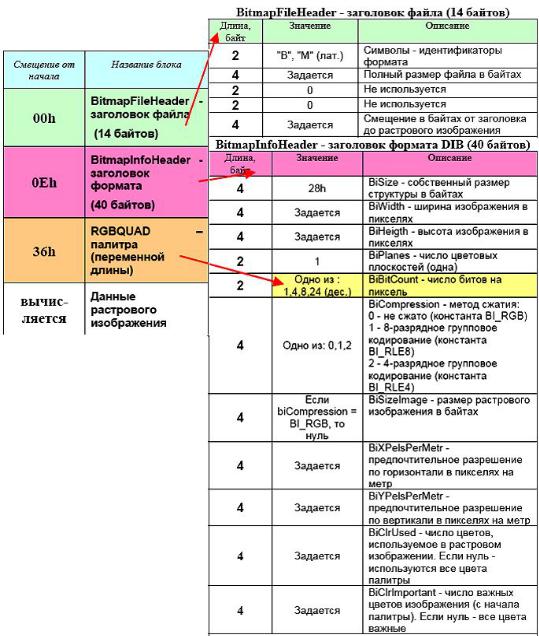 BitmapFileHeader - заголовок файла (14 байтов)
Длина, байт
Значение
Описание
2
"B", "M" (лат.)
Символы - идентификаторы
формата
4
Задается
Полный размер файла в байтах
2
0
Не используется
2
0
Не используется
4
Задается
Смещение в байтах от заголовка
до растрового изображения
Смещение от
начала
Название блока
00h
BitmapFileHeader -
заголовок файла
(14 байтов)
0Eh
BitmapInfoHeader -
заголовок
формата
(40 байтов)
36h
RGBQUAD –
палитра
(переменной
длины)
вычис-
ляется
Данные
растрового
изображения
BitmapInfoHeader - заголовок формата DIB (40 байтов)
Длина,
байт
Значение
Описание
4
28h
BiSize - собственный размер
структуры в байтах
4
Задается
BiWidth - ширина изображения в
пикселях
4
Задается
BiHeigth - высота изображения в
пикселях
2
1
BiPlanes - число цветовых
плоскостей (одна)
2
Одно из :
1,4,8,24 (дес.)
BiBitCount - число битов на
пиксель
4
Одно из: 0,1,2
BiCompression - метод сжатия:
0 - не сжато (константа BI_RGB)
1 - 8-разрядное групповое
кодирование (константа
BI_RLE8)
2 - 4-разрядное групповое
кодирование (константа
BI_RLE4)
4
Если
biCompression =
BI_RGB, то
нуль
BiSizeImage - размер растрового
изображения в байтах
4
Задается
BiXPelsPerMetr -
предпочтительное разрешение
по горизонтали в пикселях на
метр
4
Задается
BiYPelsPerMetr -
предпочтительное разрешение
по вертикали в пикселях на метр
4
Задается
BiClrUsed - число цветов,
используемое в растровом
изображении. Если нуль -
используются все цвета
палитры
4
Задается
BiClrImportant - число важных
цветов изображения (с начала
палитры). Если нуль - все цвета
важные